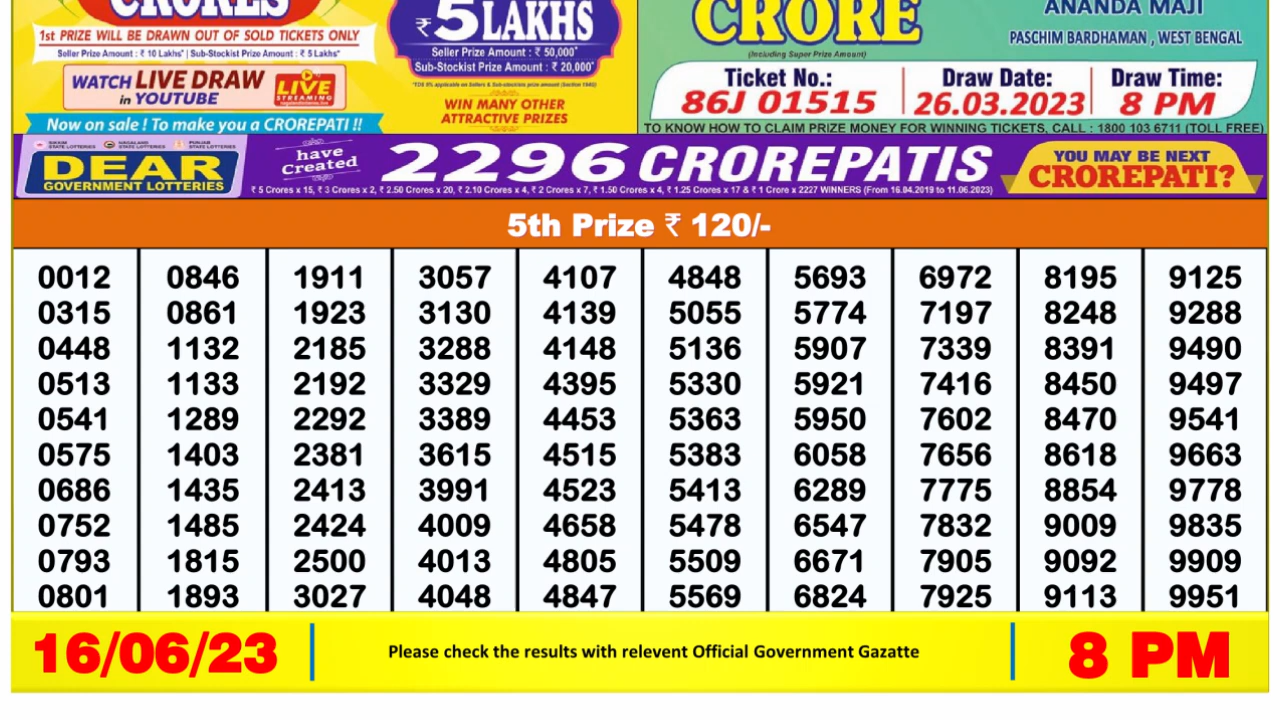 CRORES
1st PRIZE WILL BE DRAWN OUT OF SOLD TICKETS ONLY
Seller Prize Amount : ₹ 10 Lakhs* | Sub-Stockist Prize Amount : ₹ 5 Lakhs*
WATCH LIVE DRAW
in YOUTUBE
LIVE
STREAMING
Now on sale ! To make you a CROREPATI !!
₹5 LAKHS
Seller Prize Amount : ₹ 50,000*
Sub-Stockist Prize Amount : ₹ 20,000*
WIN MANY OTHER
ATTRACTIVE PRIZES
CRORE
(Including Super Prize Amount)
ANANDA MAJI
PASCHIM BARDHAMAN , WEST BENGAL
Ticket No.: Draw Date: Draw Time:
86J 01515 26.03.2023 8 PM
TO KNOW HOW TO CLAIM PRIZE MONEY FOR WINNING TICKETS, CALL : 1800 103 6711 (TOLL FREE)
SIKKIM STATE LOTTERIES NAGALAND STATE LOTTERIES PUNJAB STATE LOTTERIES
DEAR
GOVERNMENT LOTTERIES
have
Created
2296 CROREPATIS
₹ 5 Crores x 15, ₹ 3 Crores x 2, ₹ 2.50 Crores x 20, ₹ 2.10 Crores x 4, ₹ 2 Crores x 7, ₹ 1.50 Crores x 4, ₹ 1.25 Crores x 17 & ₹ 1 Crore x 2227 WINNERS (From 16.04.2019 to 11.06.2023)
YOU MAY BE NEXT
CROREPATI?
5th Prize ₹ 120/-
0012 0846 1911 3057 4107 4848 5693 6972 8195 9125
0315 0861 1923 3130 4139 5055 5774 7197 8248 9288
0448 1132 2185 3288 4148 5136 5907 7339 8391 9490
0513 1133 2192 3329 4395 5330 5921 7416 8450 9497
0541 1289 2292 3389 4453 5363 5950 7602 8470 9541
0575 1403 2381 3615 4515 5383 6058 7656 8618 9663
0686 1435 2413 3991 4523 5413 6289 7775 8854 9778
0752 1485 2424 4009 4658 5478 6547 7832 9009 9835
0793 1815 2500 4013 4805 5509 6671 7905 9092 9909
0801 1893 3027 4048 4847 5569 6824 7925 9113 9951
16/06/23
Please check the results with relevent Official Government Gazatte
8 PM